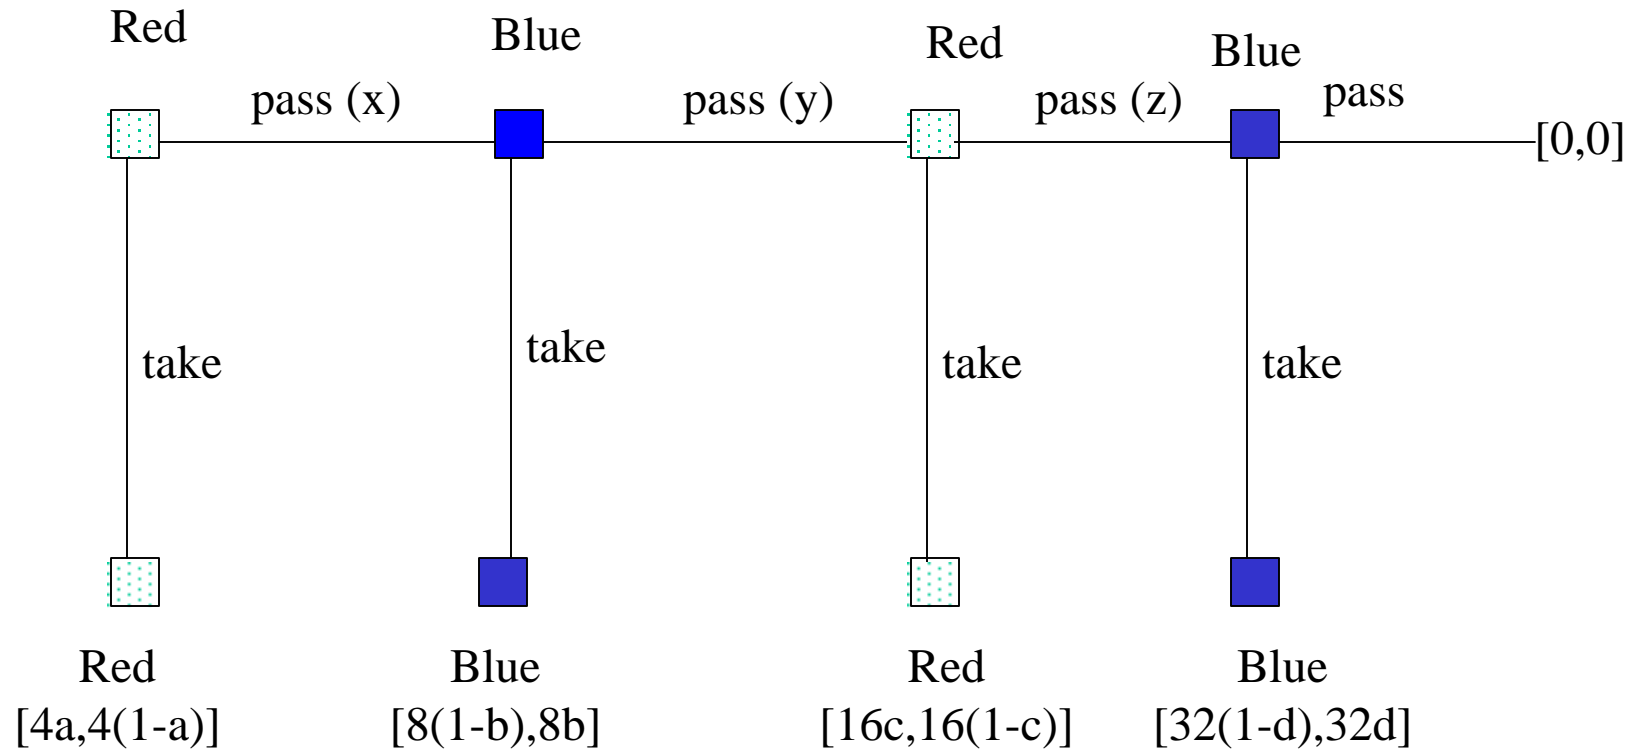 Red
Blue
Red
Blue
pass (x)
pass (y)
pass (z)
pass
[0,0]
take
take
take
take
Red
Blue
Red
Blue
[4a,4(1-a)]
[8(1-b),8b]
[16c,16(1-c)]
[32(1-d),32d]